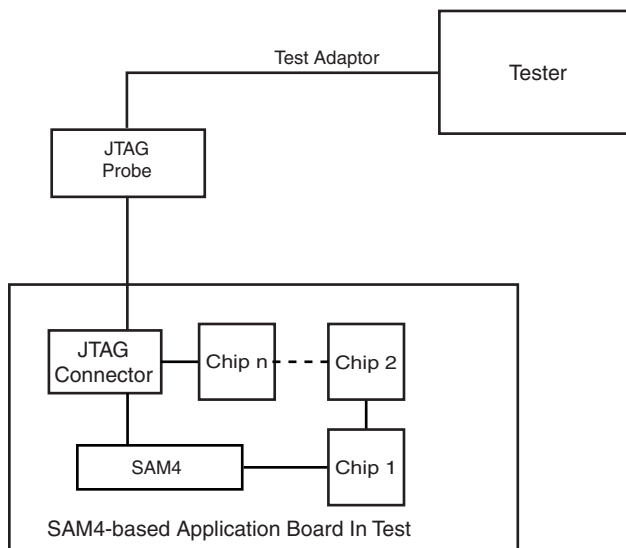 Test Adaptor
Tester
JTAG
Probe
JTAG
Connector
Chip n
Chip 2
SAM4
Chip 1
SAM4-based Application Board In Test